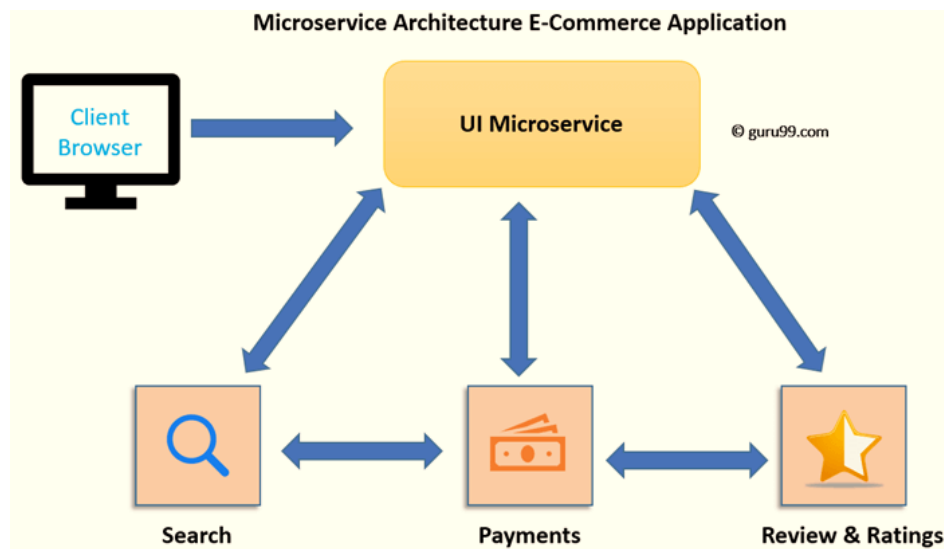 Microservice Architecture E-Commerce Application
Client
Browser
UI Microservice
© guru99.com
Search
Payments
Review & Ratings